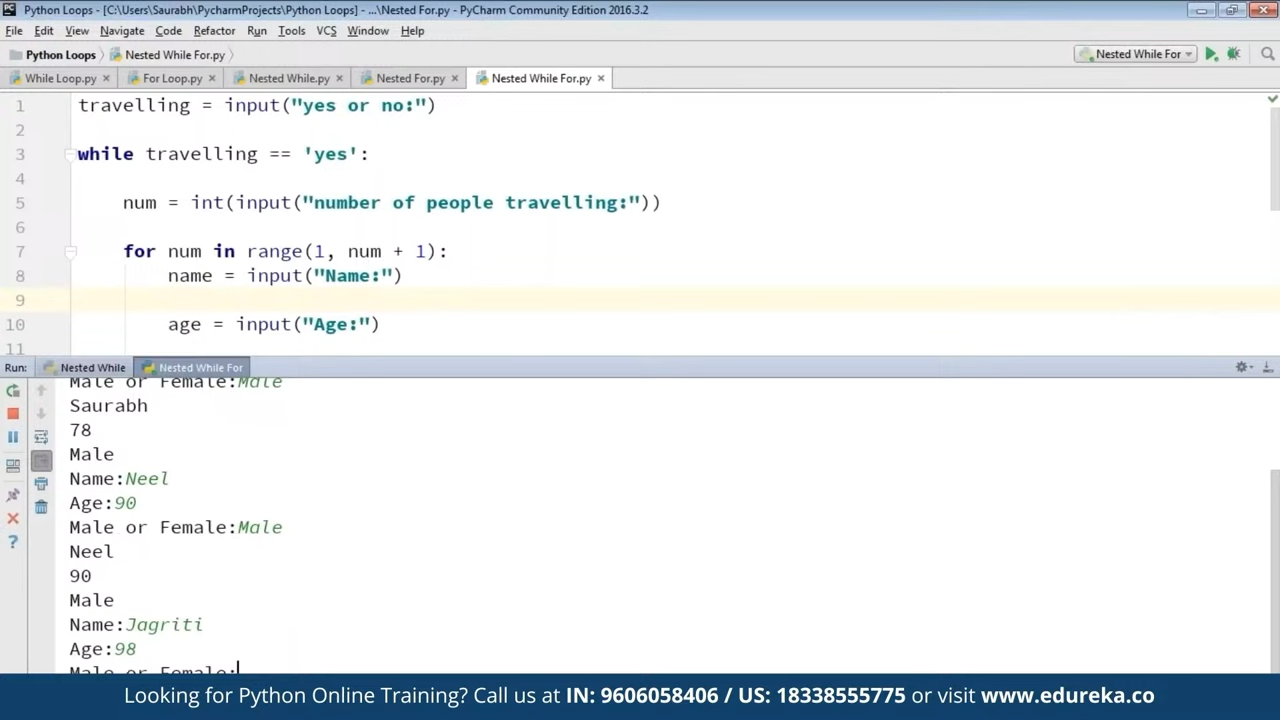 Python Loops - [C:\Users\Saurabh\PycharmProjects\Python Loops] - ...\Nested For.py - PyCharm Community Edition 2016.3.2
File Edit View Navigate Code Refactor Run Tools VCS Window Help
Python Loops Nested While For.py Nested While For
While Loop.py For Loop.py Nested While.py Nested For.py Nested While For.py
1 travelling = input("yes or no:")
2
3 while travelling == 'yes':
4
5 num = int(input("number of people travelling:"))
6
7 for num in range(1, num + 1):
8 name = input("Name:")
9
10 age = input("Age:")
11
Run: Nested While Nested While For
Male or Female:Male
Saurabh
78
Male
Name:Neel
Age:90
Male or Female:Male
Neel
90
Male
Name:Jagriti
Age:98
Male or Female:
Looking for Python Online Training? Call us at IN: 9606058406 / US: 18338555775 or visit www.edureka.co